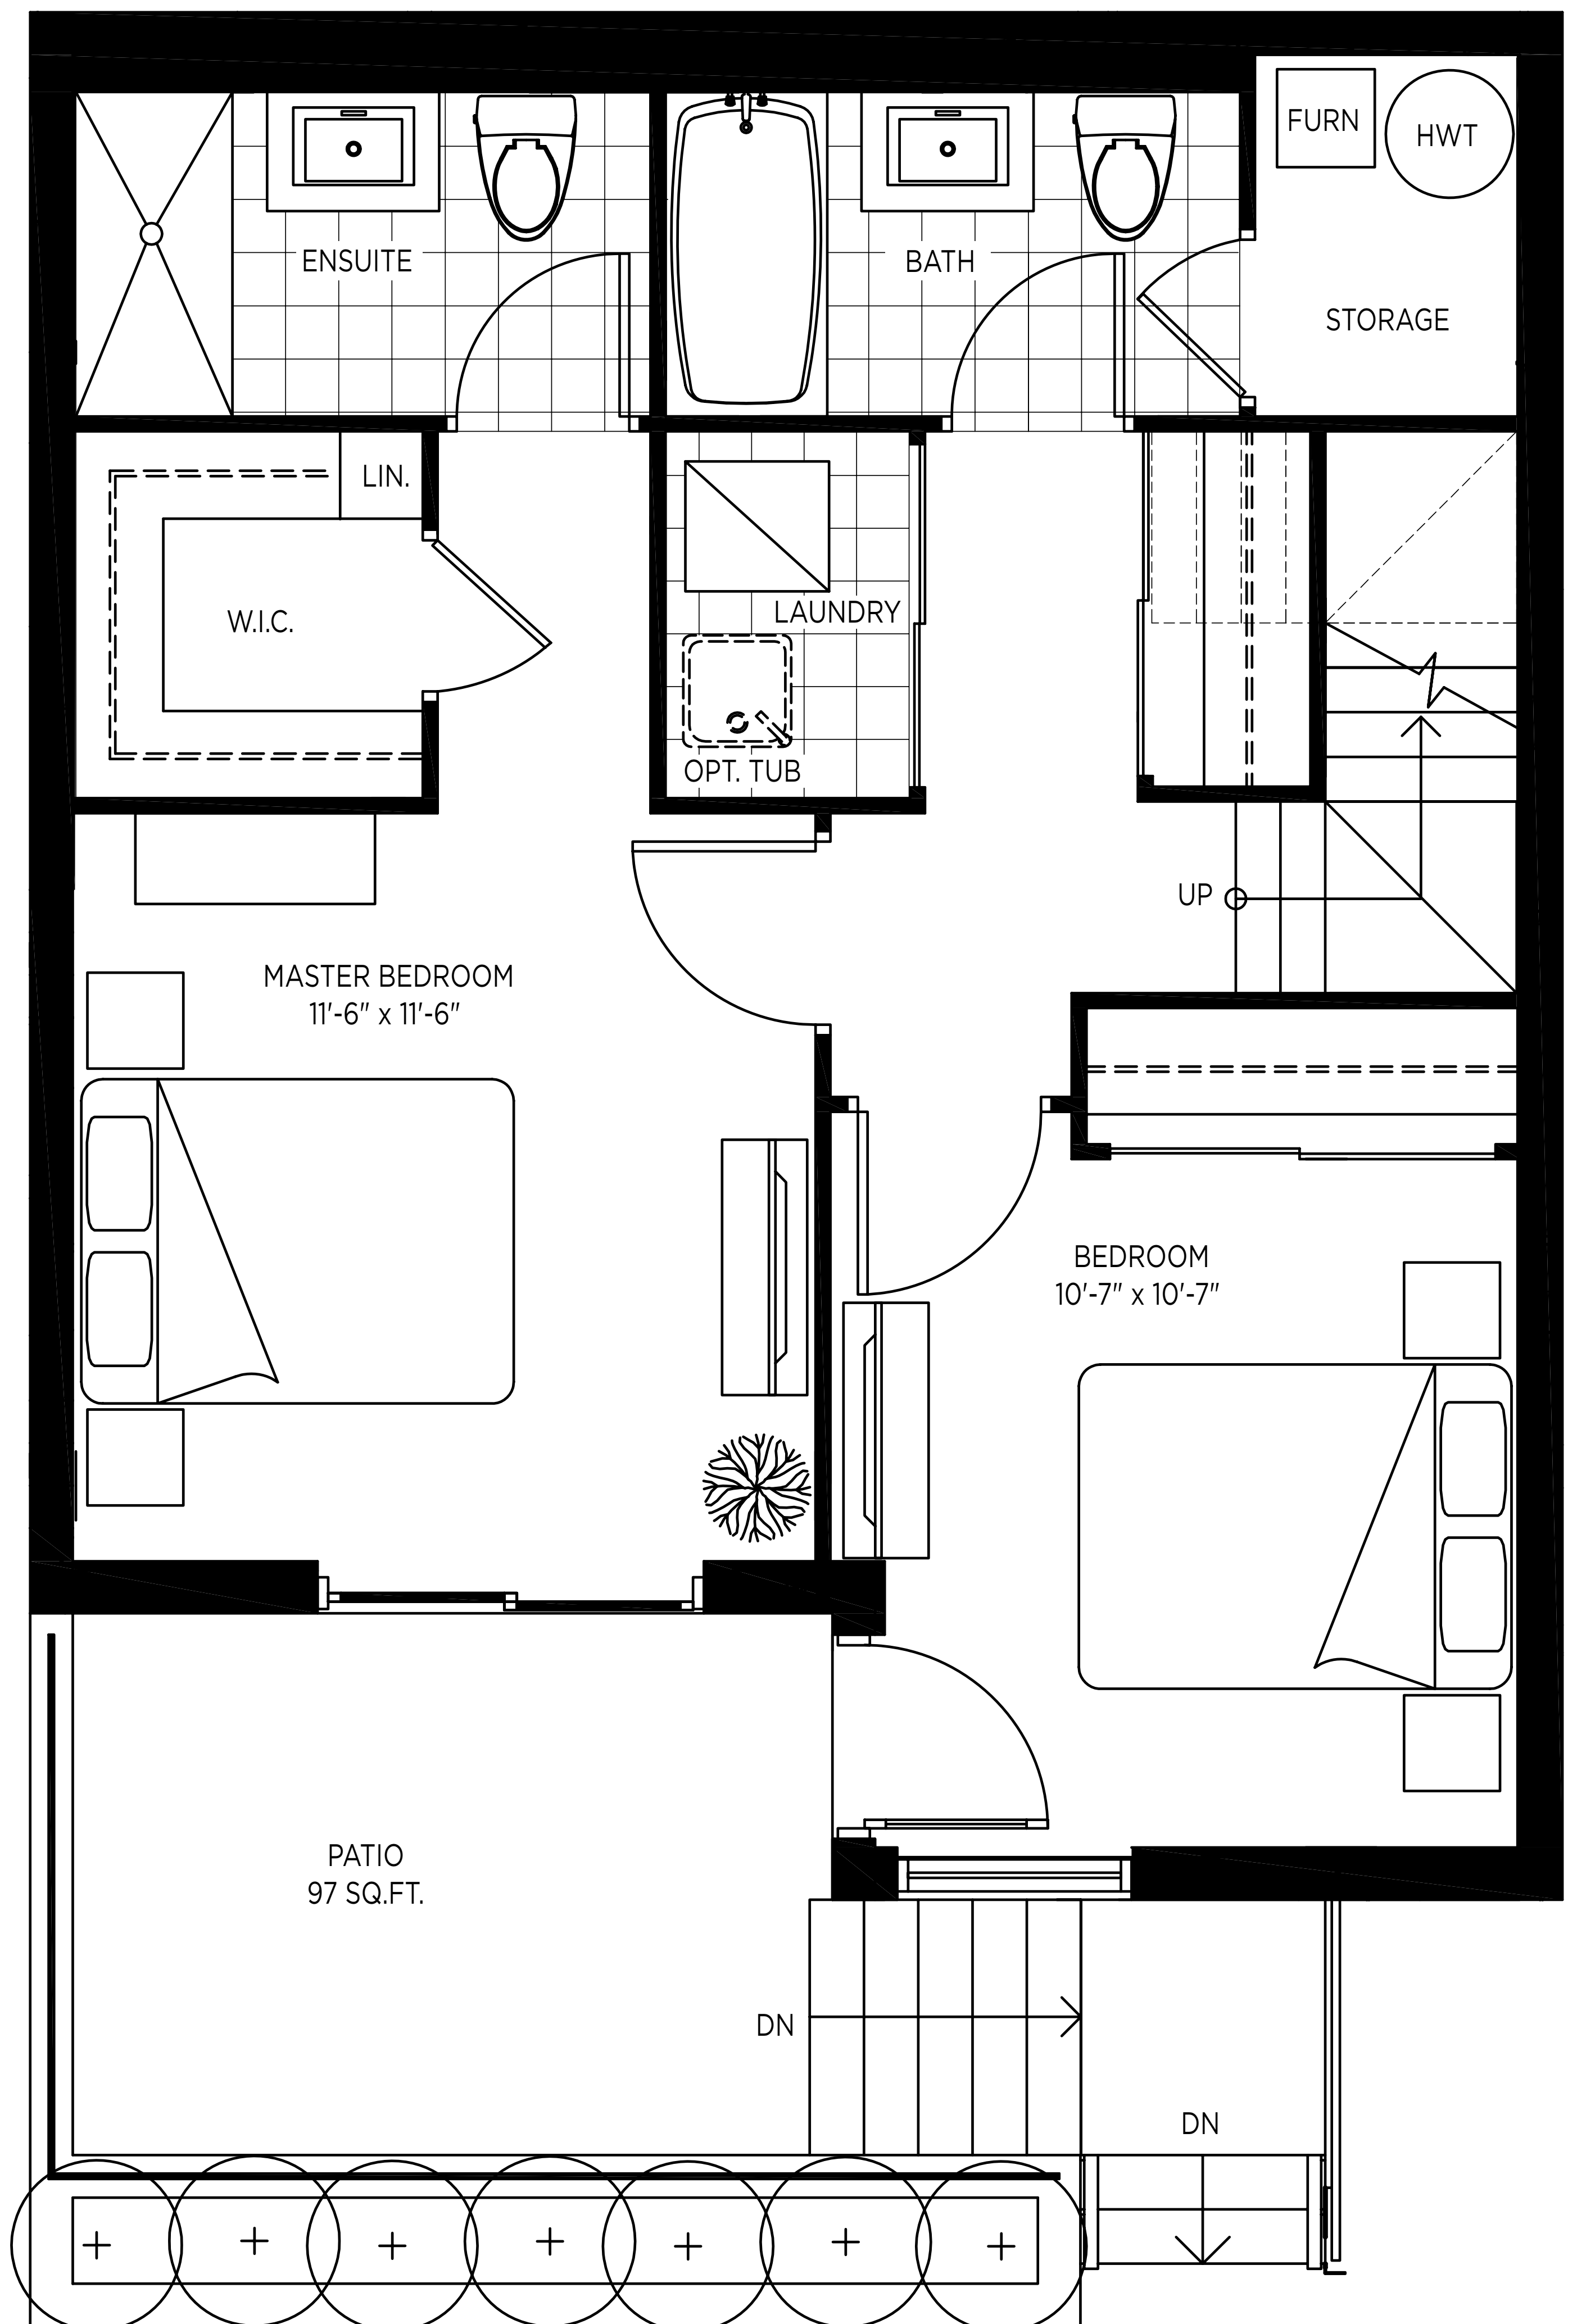 FURN
HWT
ENSUITE
BATH
STORAGE
LIN.
W.I.C.
LAUNDRY
OPT. TUB
UP
MASTER BEDROOM
11'-6" x 11'-6"
BEDROOM
10'-7" x 10'-7"
PATIO
97 SQ.FT.
DN
DN